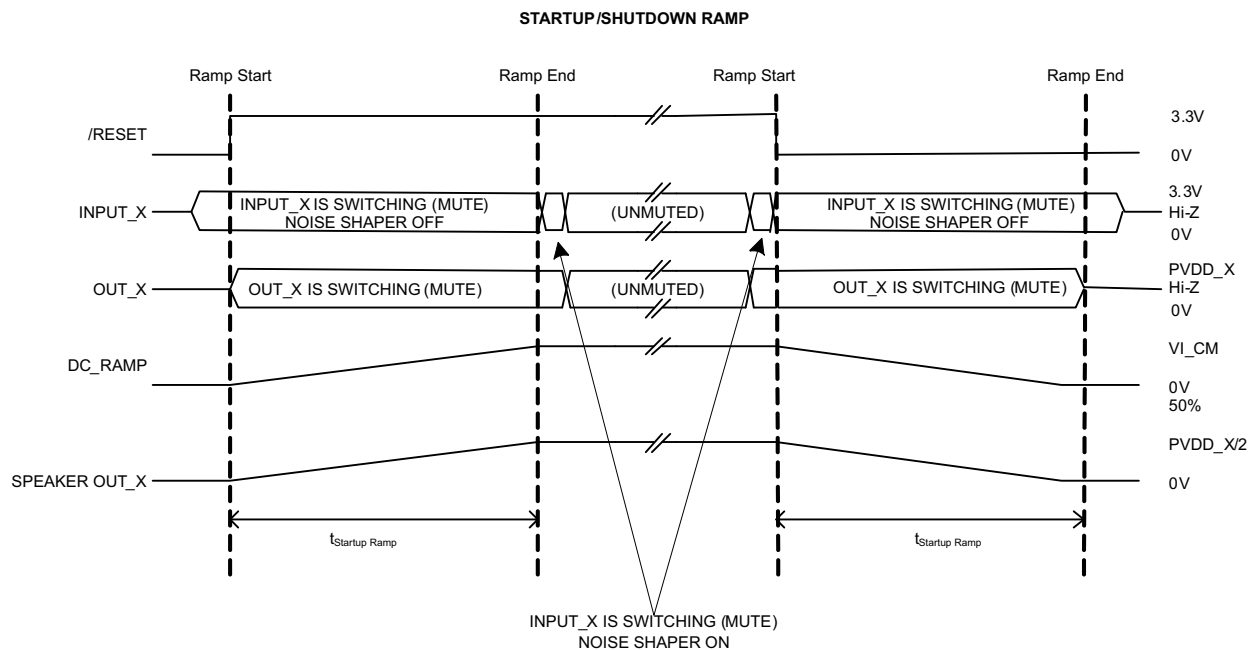 STARTUP/SHUTDOWN RAMP
Ramp Start
Ramp End
Ramp Start
Ramp End
/RESET
3.3V
0V
INPUT_X
INPUT_X IS SWITCHING (MUTE)
NOISE SHAPER OFF
(UNMUTED)
INPUT_X IS SWITCHING (MUTE)
NOISE SHAPER OFF
3.3V
Hi-Z
0V
OUT_X
OUT_X IS SWITCHING (MUTE)
(UNMUTED)
OUT_X IS SWITCHING (MUTE)
PVDD_X
Hi-Z
0V
DC_RAMP
VI_CM
0V
50%
SPEAKER OUT_X
PVDD_X/2
0V
tStartup Ramp
tStartup Ramp
INPUT_X IS SWITCHING (MUTE)
NOISE SHAPER ON